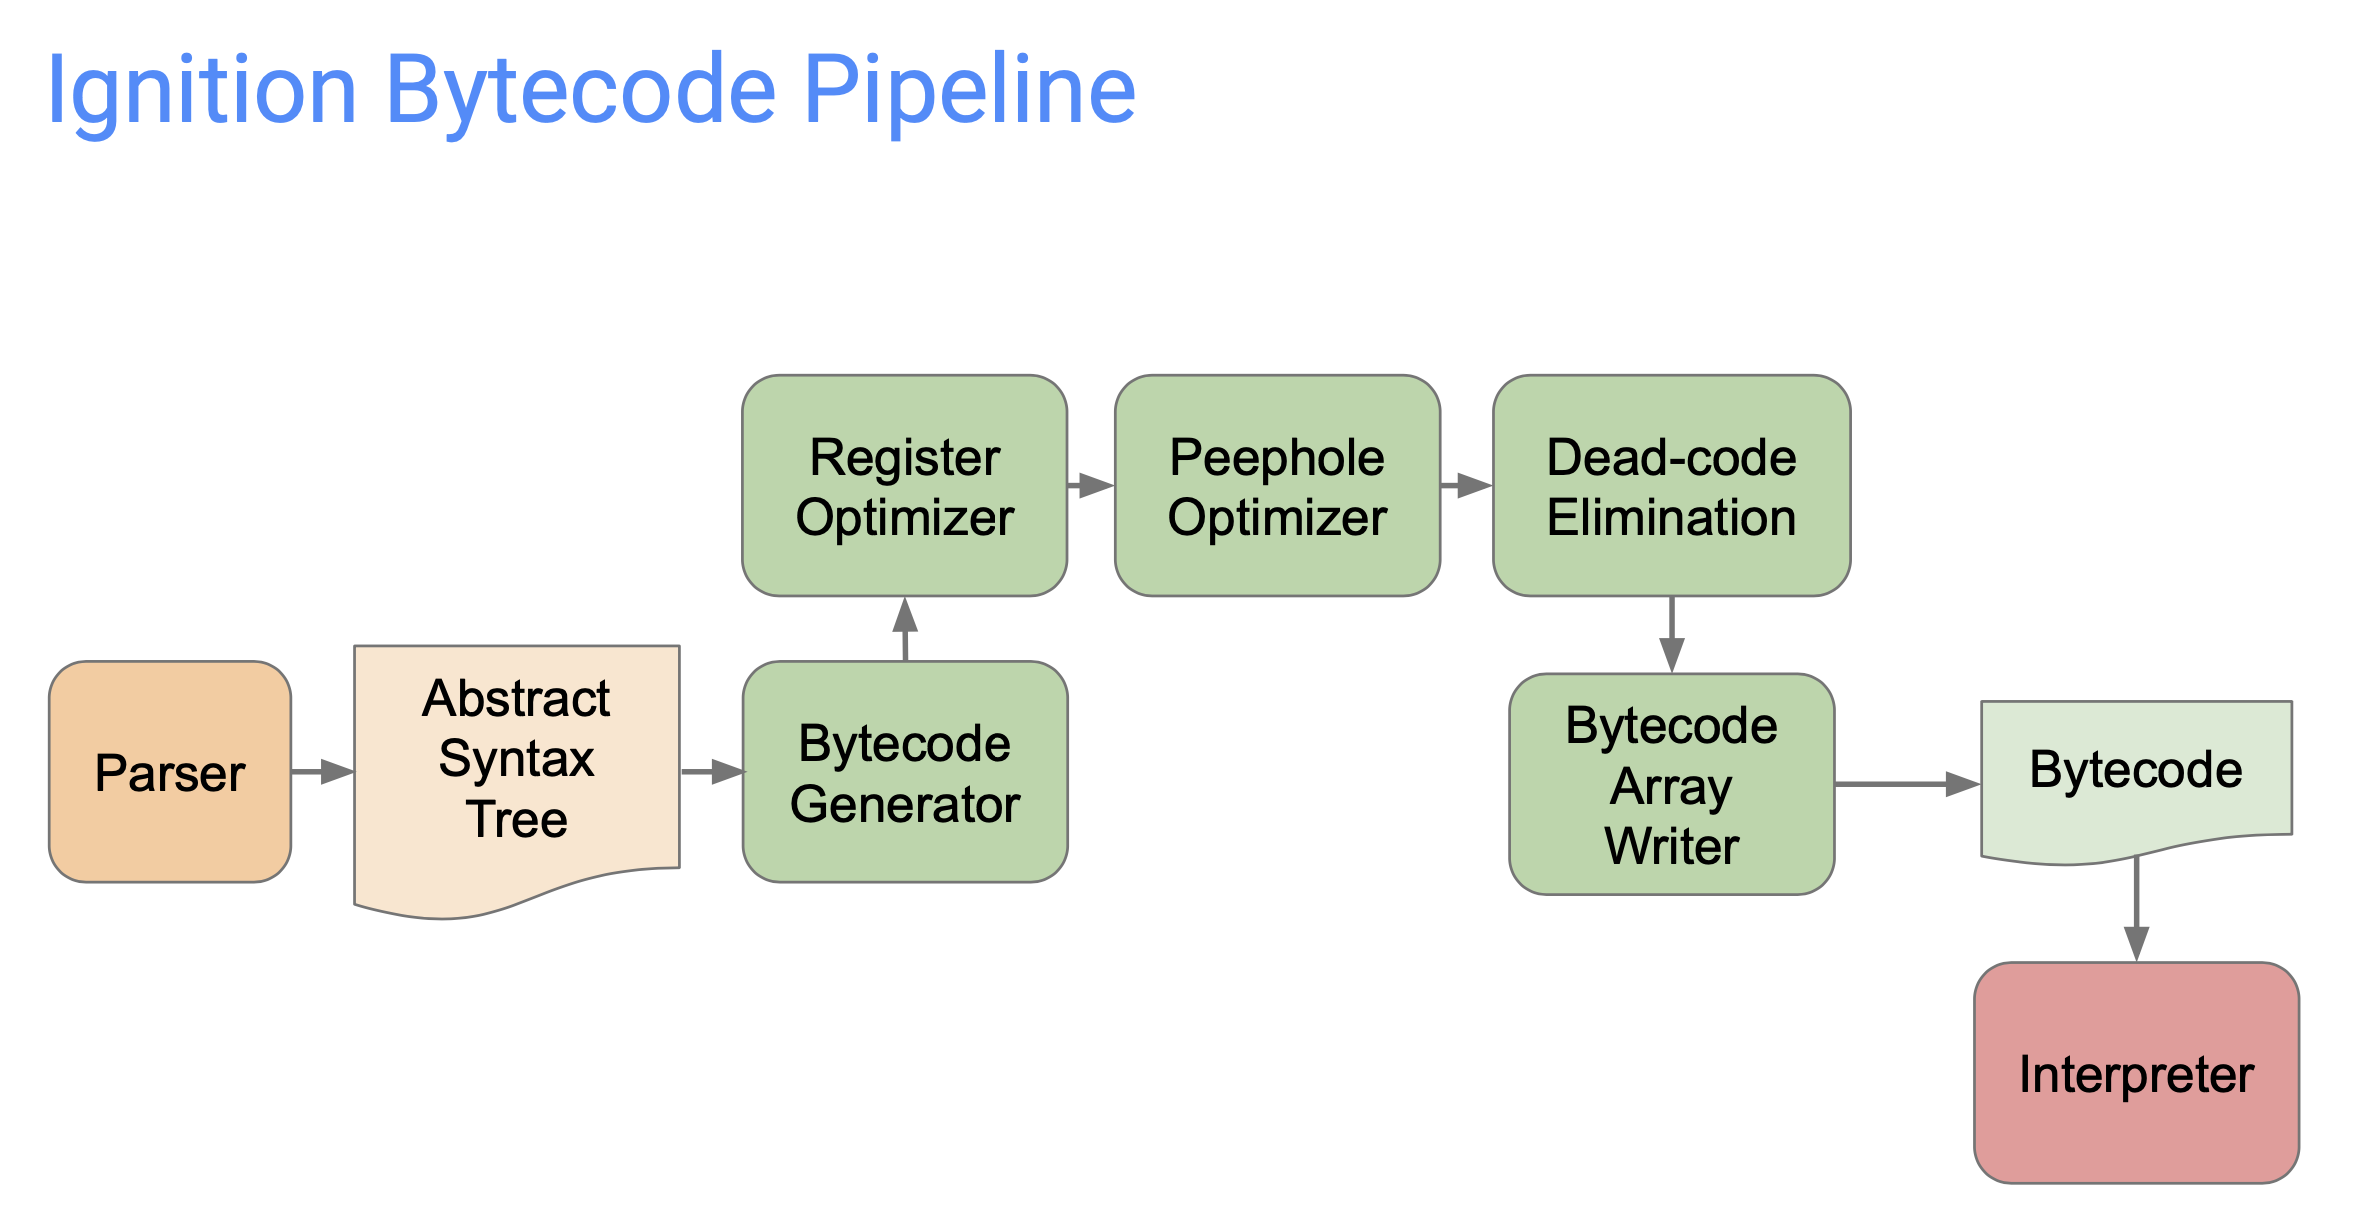 Ignition Bytecode Pipeline
Register
Optimizer
Peephole
Optimizer
Dead-code
Elimination
Parser
Abstract
Syntax
Tree
Bytecode
Generator
Bytecode
Array
Writer
Bytecode
Interpreter